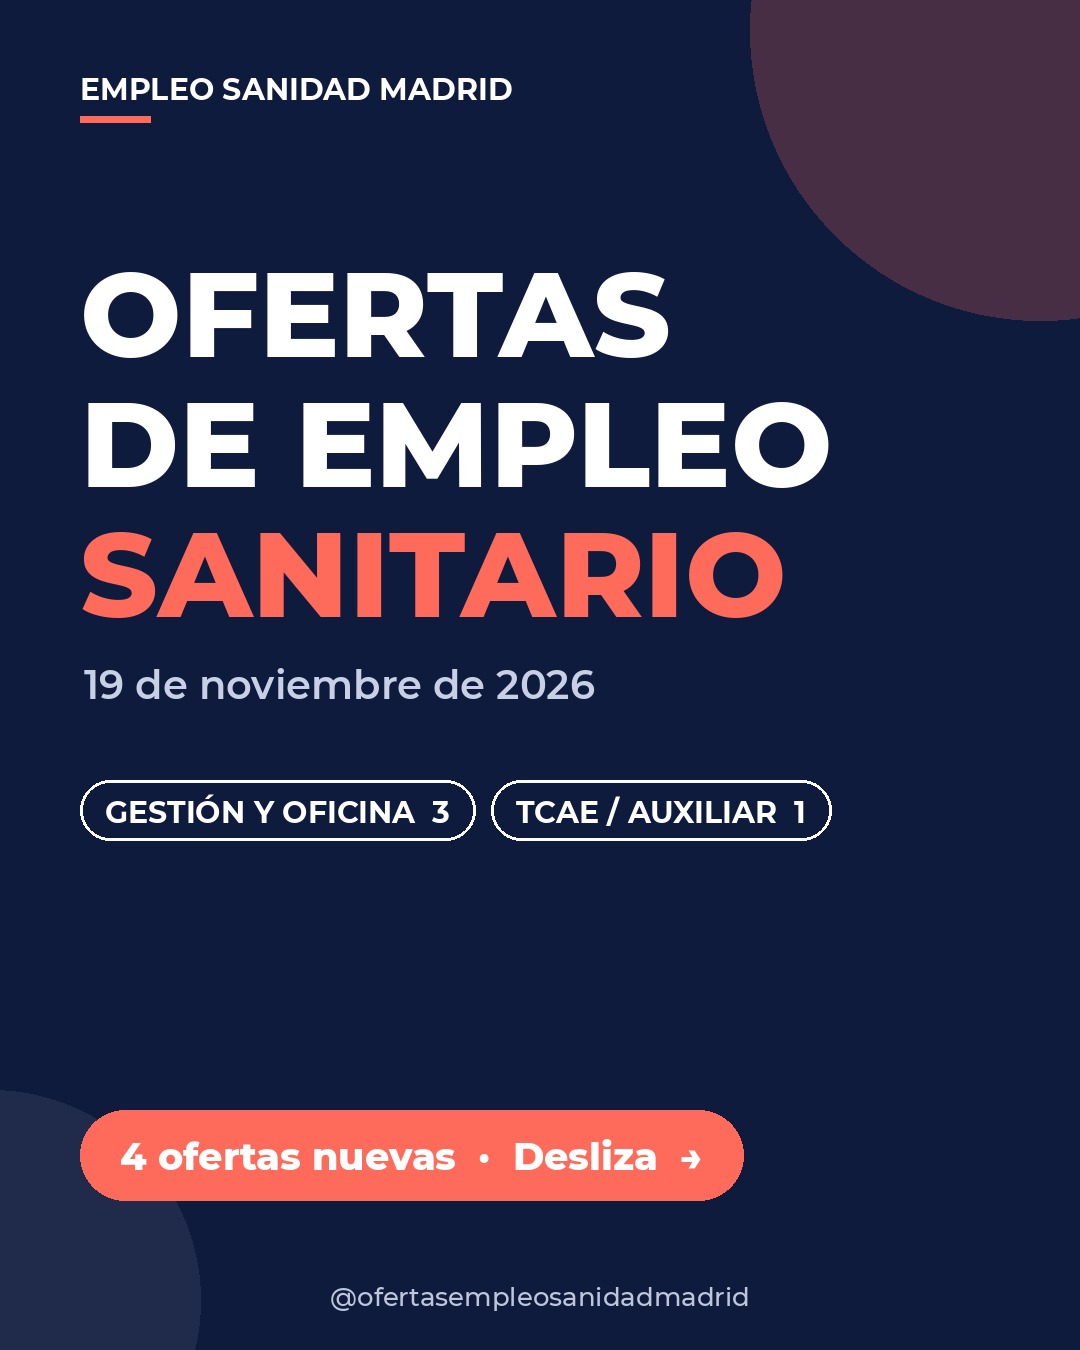 EMPLEO SANIDAD MADRID
OFERTAS
DE EMPLEO
SANITARIO
19 de noviembre de 2026
GESTIÓN Y OFICINA 3
TCAE / AUXILIAR 1
4 ofertas nuevas · Desliza →
@ofertasempleosanidadmadrid